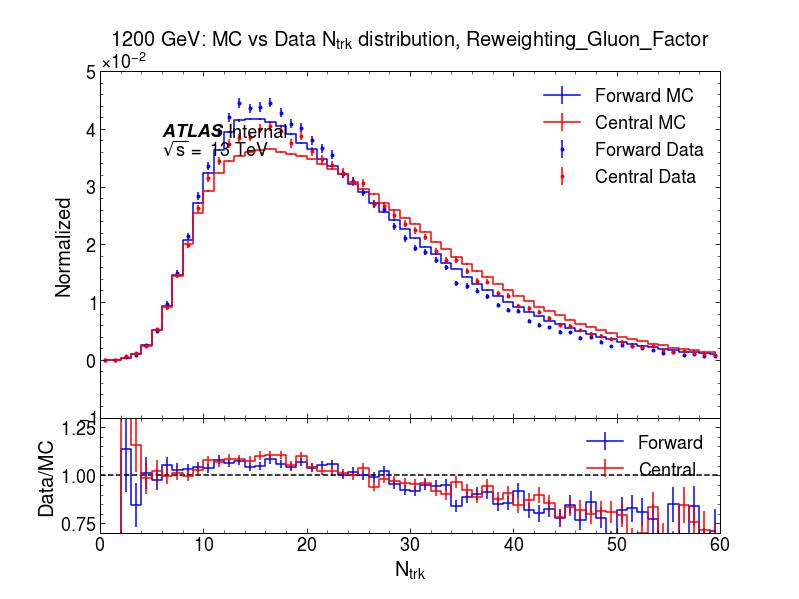 1200 GeV: MC vs Data N_trk distribution, Reweighting_Gluon_Factor
×10⁻²
5
4
3
2
1
0
−1
Normalized
ATLAS Internal
√s = 13 TeV
Forward MC
Central MC
Forward Data
Central Data
1.25
1.00
0.75
Data/MC
Forward
Central
0 10 20 30 40 50 60
N_trk